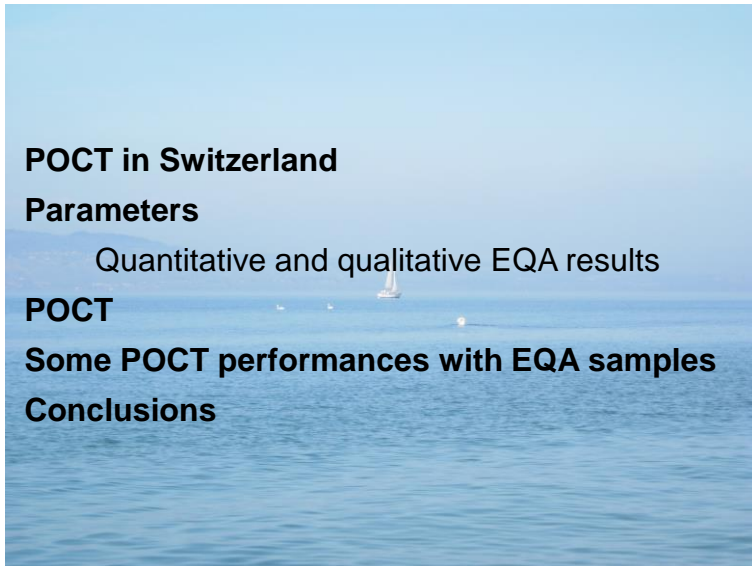 POCT in Switzerland
Parameters
Quantitative and qualitative EQA results
POCT
Some POCT performances with EQA samples
Conclusions